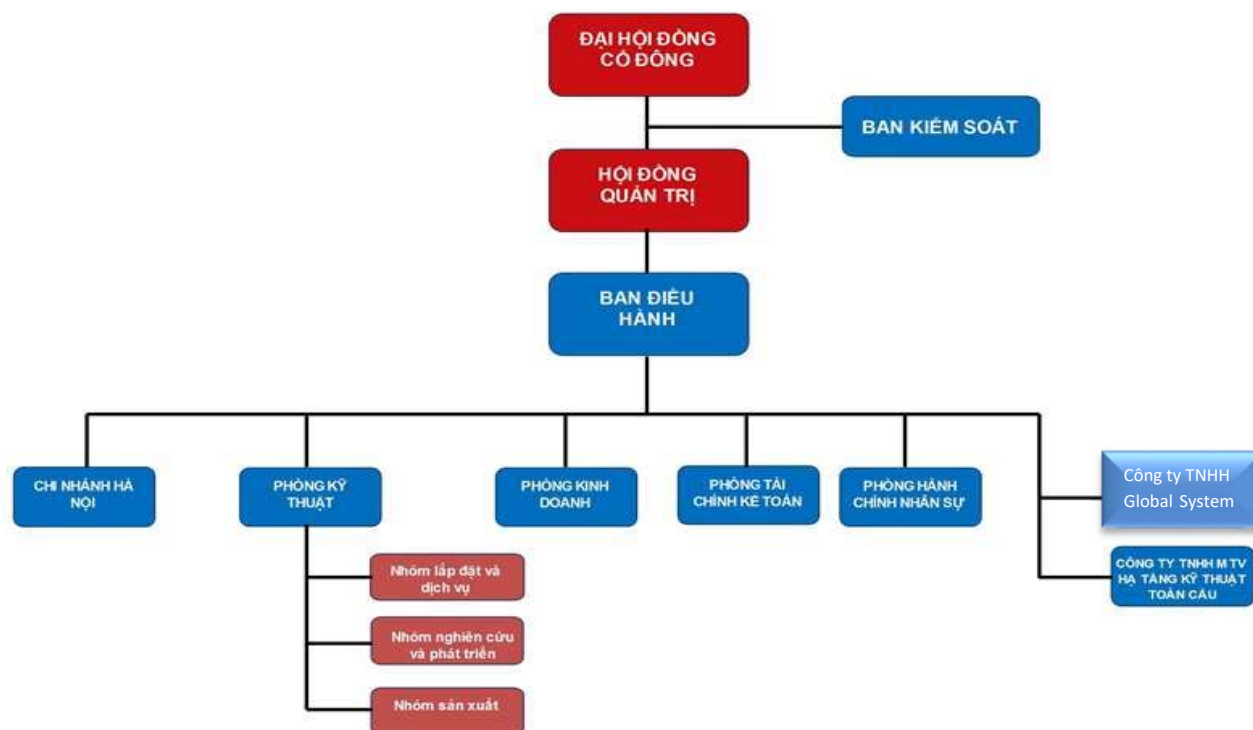 ĐẠI HỘI ĐỒNG
CỔ ĐÔNG
BAN KIỂM SOÁT
HỘI ĐỒNG
QUẢN TRỊ
BAN ĐIỀU
HÀNH
CHI NHÁNH HÀ
NỘI
PHÒNG KỸ
THUẬT
PHÒNG KINH
DOANH
PHÒNG TÀI
CHÍNH KẾ TOÁN
PHÒNG HÀNH
CHÍNH NHÂN SỰ
Công ty TNHH
Global System
CÔNG TY TNHH MTV
HẠ TẦNG KỸ THUẬT
TOÀN CẦU
Nhóm lắp đặt và
dịch vụ
Nhóm nghiên cứu
và phát triển
Nhóm sản xuất